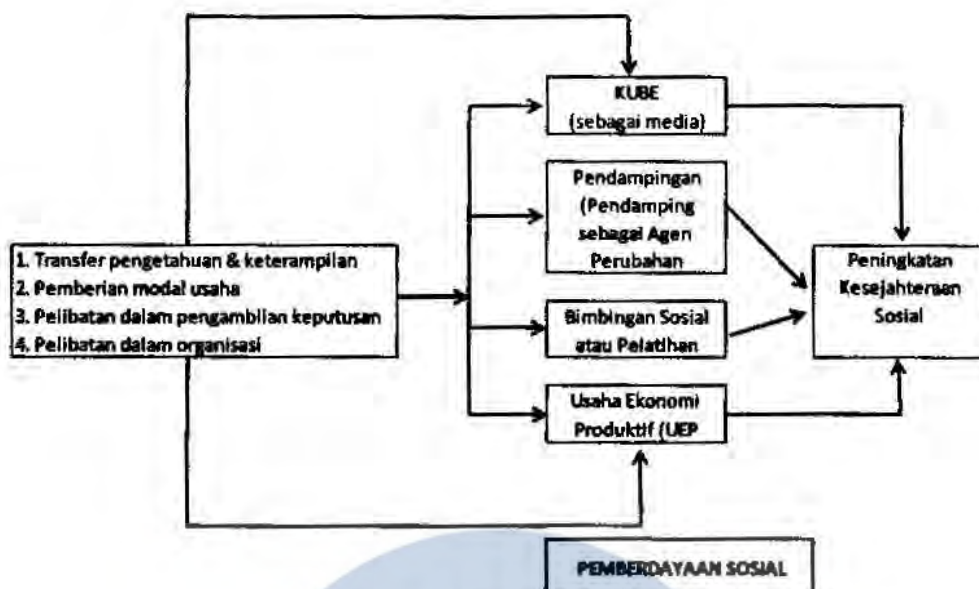 KUBE
(sebagai media)
Pendampingan
(Pendamping
sebagai Agen
Perubahan
1. Transfer pengetahuan & keterampilan
2. Pemberian modal usaha
3. Pelibatan dalam pengambilan keputusan
4. Pelibatan dalam organisasi
Bimbingan Sosial
atau Pelatihan
Usaha Ekonomi
Produktif (UEP
Peningkatan
Kesejahteraan
Sosial
PEMBERDAYAAN SOSIAL